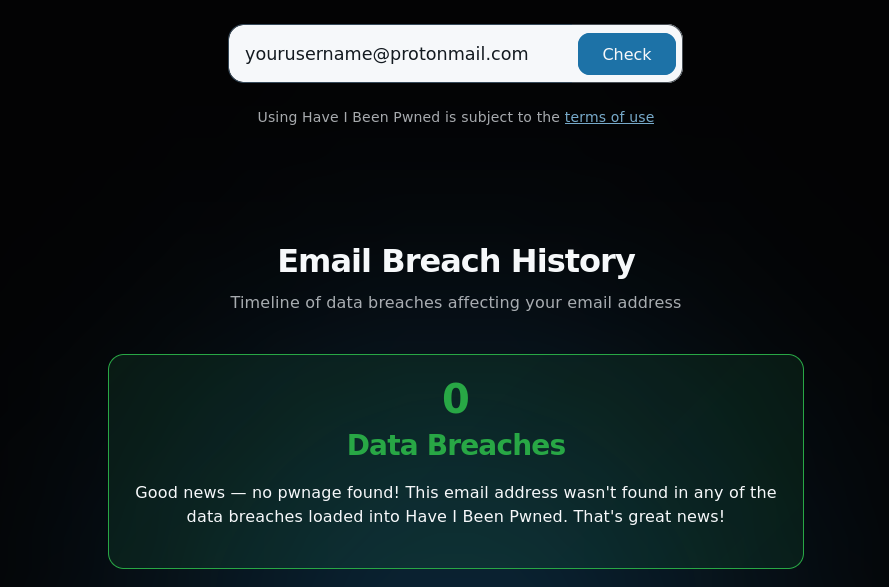 yourusername@protonmail.com
Check
Using Have I Been Pwned is subject to the terms of use
Email Breach History
Timeline of data breaches affecting your email address
0
Data Breaches
Good news — no pwnage found! This email address wasn't found in any of the
data breaches loaded into Have I Been Pwned. That's great news!